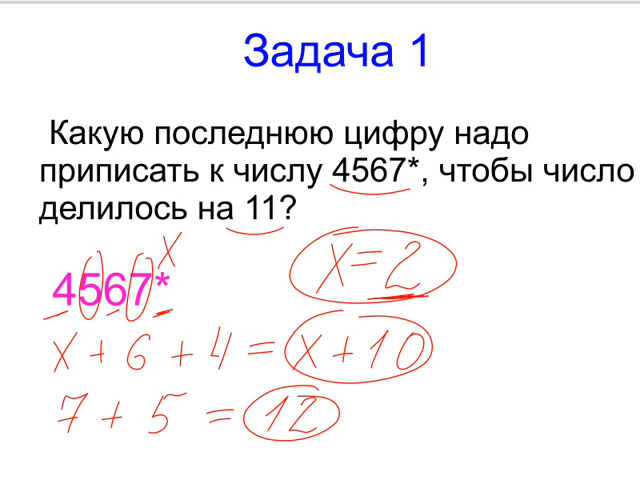 Задача 1
Какую последнюю цифру надо
приписать к числу 4567*, чтобы число
делилось на 11?
x
4567*
x=2
x+6+4=x+10
7+5=12